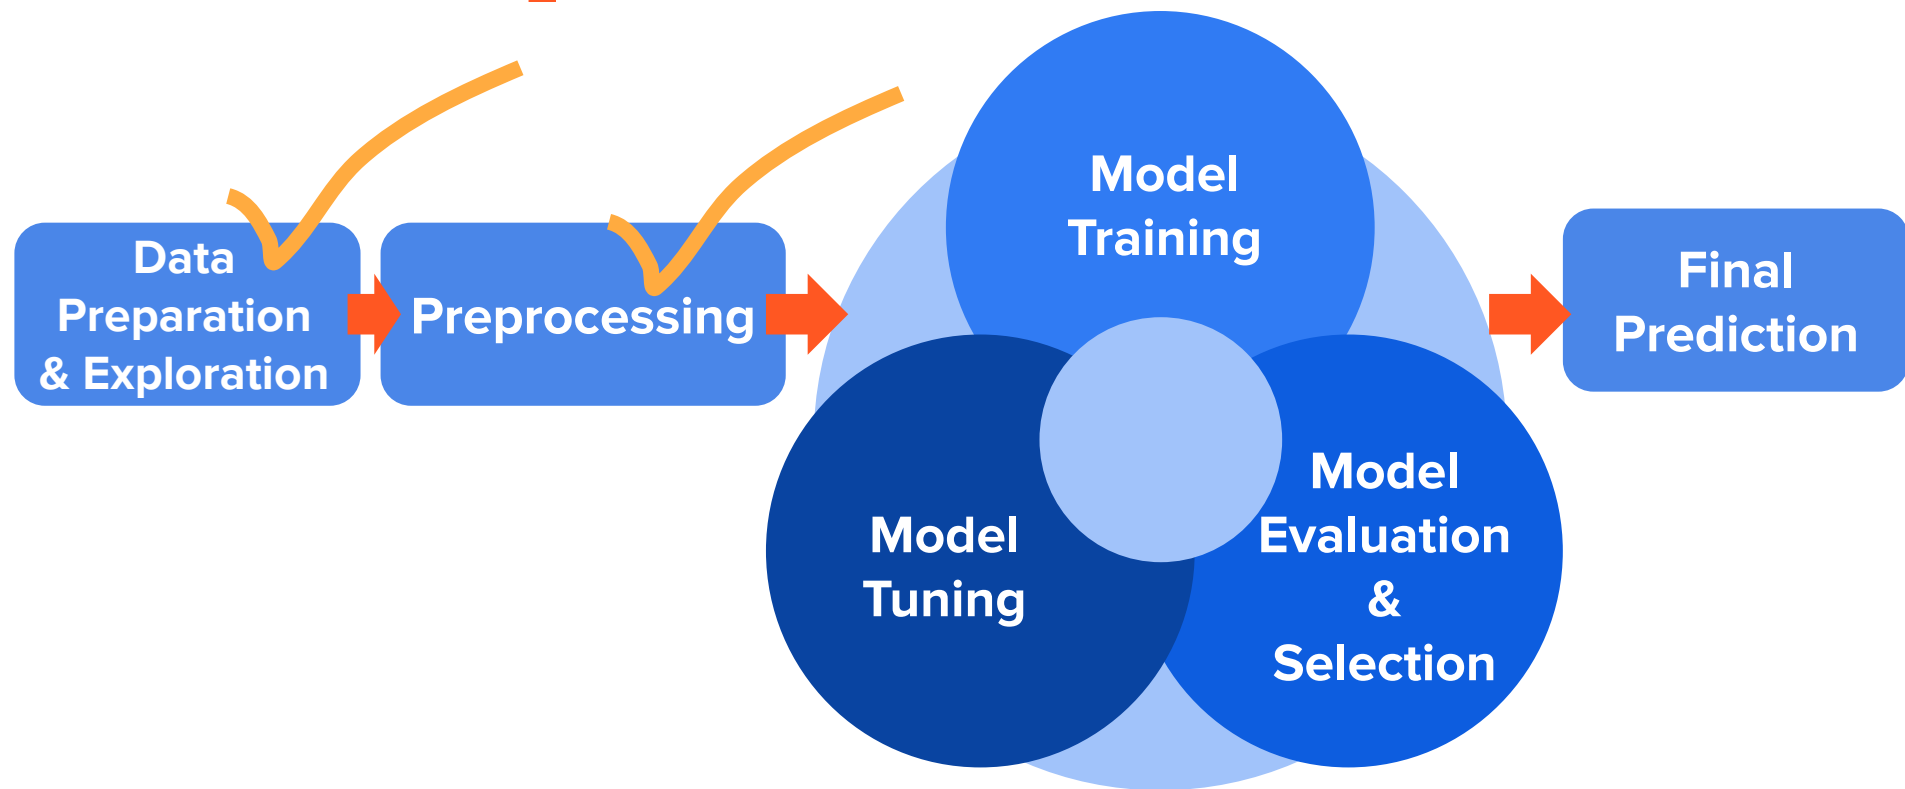 Data
Preparation
& Exploration
Preprocessing
Model
Training
Model
Tuning
Model
Evaluation
&
Selection
Final
Prediction